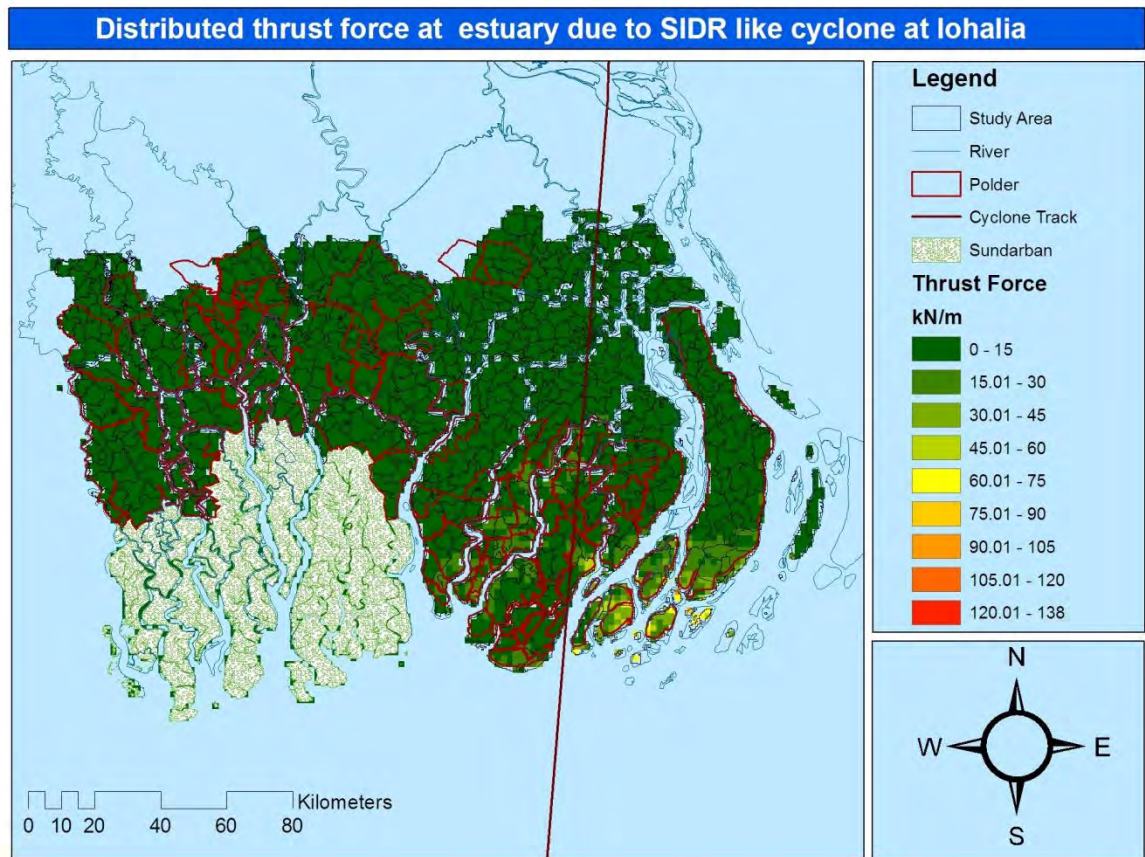 Distributed thrust force at estuary due to SIDR like cyclone at lohalia
Legend
Study Area
River
Polder
Cyclone Track
Sundarban
Thrust Force
kN/m
0 - 15
15.01 - 30
30.01 - 45
45.01 - 60
60.01 - 75
75.01 - 90
90.01 - 105
105.01 - 120
120.01 - 138
N
W E
S
Kilometers
0 10 20 40 60 80